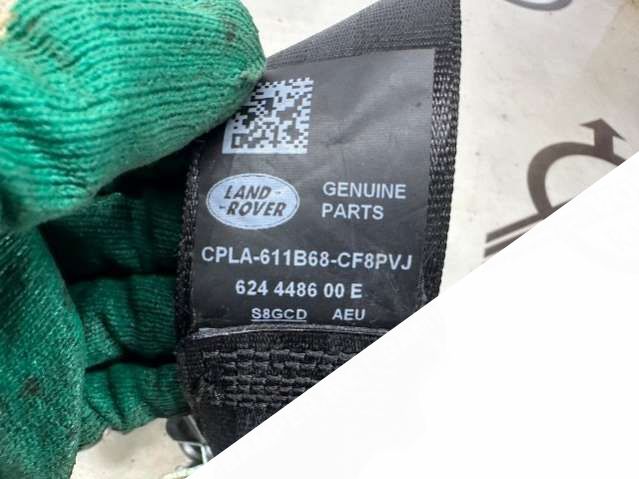 LAND-
-ROVER
GENUINE
PARTS
CPLA-611B68-CF8PVJ
624 4486 00 E
S8GCD AEU